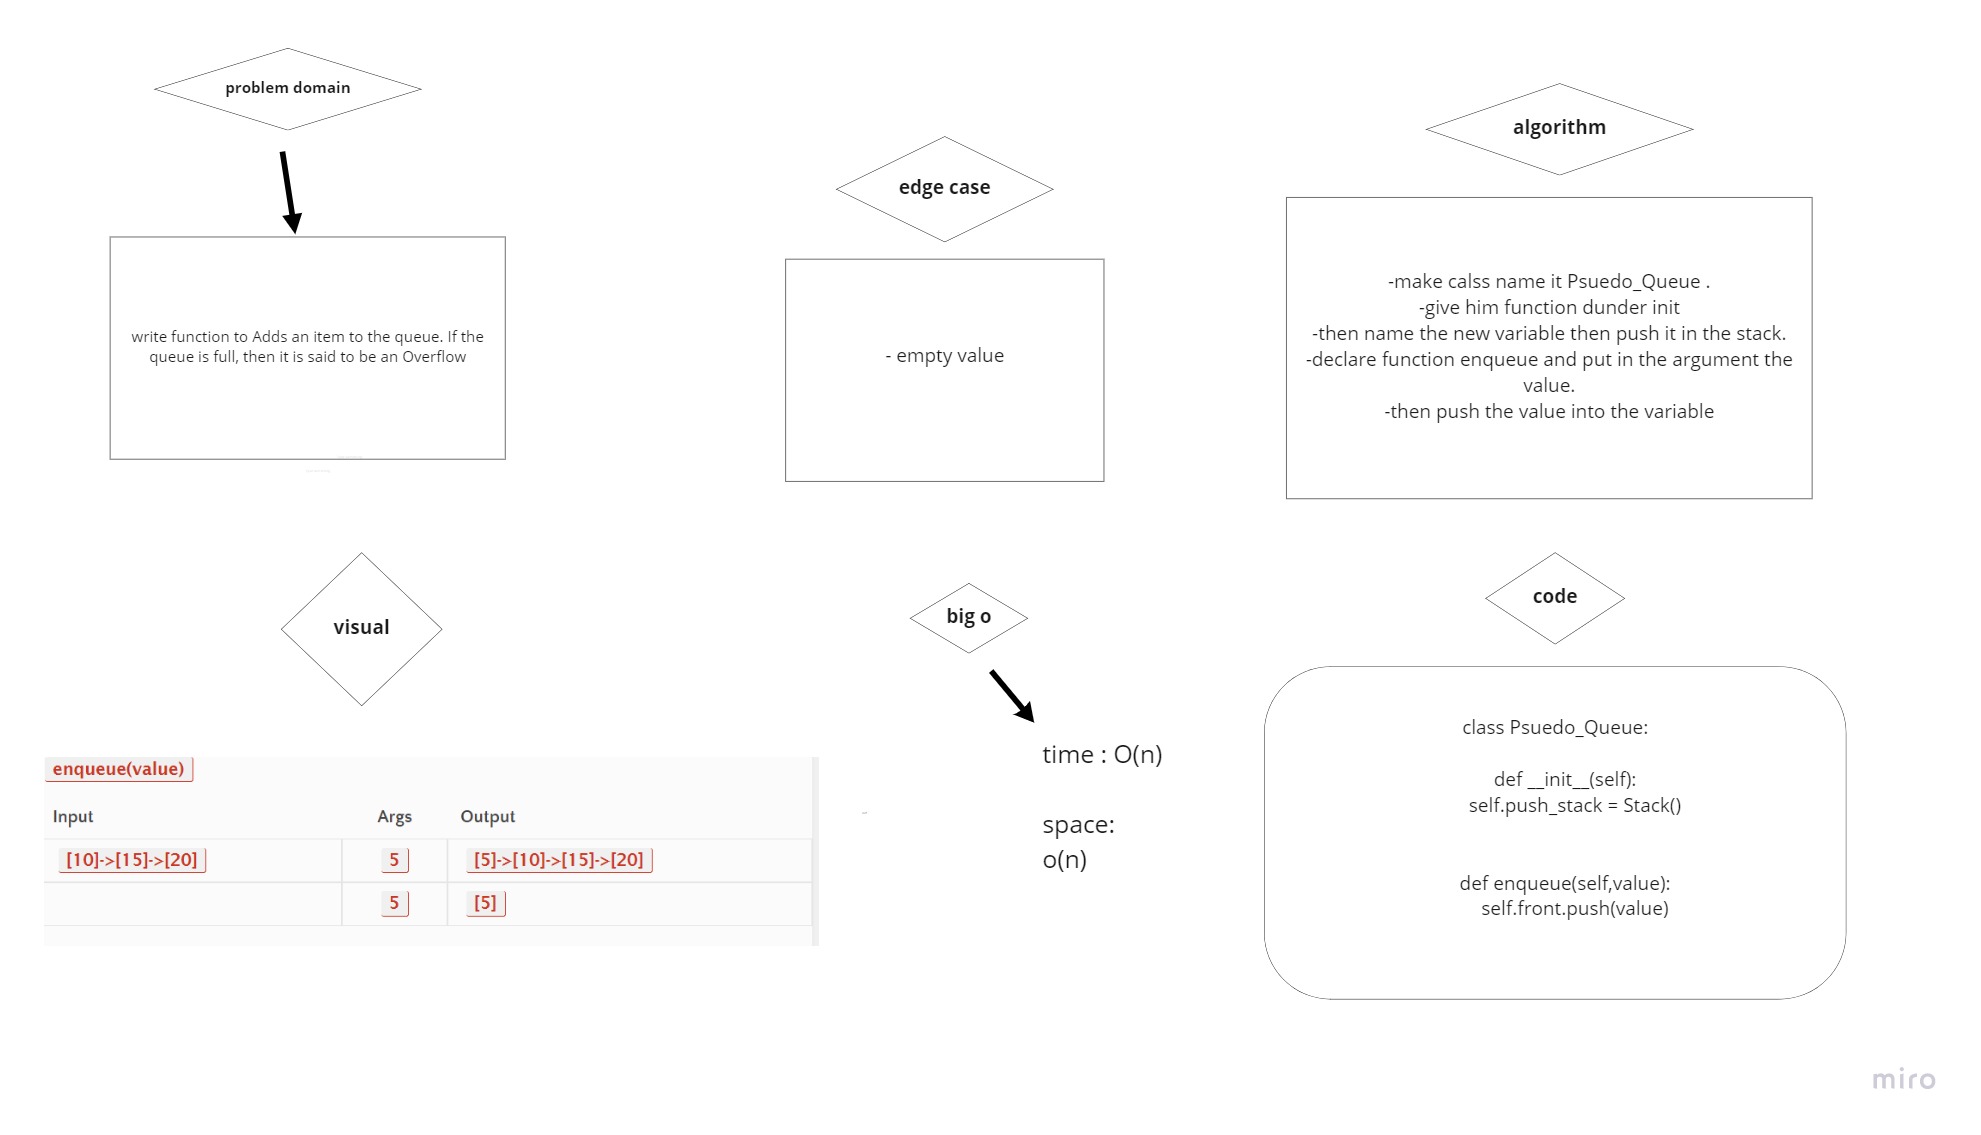 problem domain
write function to Adds an item to the queue. If the
queue is full, then it is said to be an Overflow
edge case
- empty value
algorithm
-make calss name it Psuedo_Queue .
-give him function dunder init
-then name the new variable then push it in the stack.
-declare function enqueue and put in the argument the
value.
-then push the value into the variable
visual
enqueue(value)
Input Args Output
[10]->[15]->[20] 5 [5]->[10]->[15]->[20]
5 [5]
big o
time : O(n)
space:
o(n)
code
class Psuedo_Queue:
def __init__(self):
self.push_stack = Stack()
def enqueue(self,value):
self.front.push(value)
miro